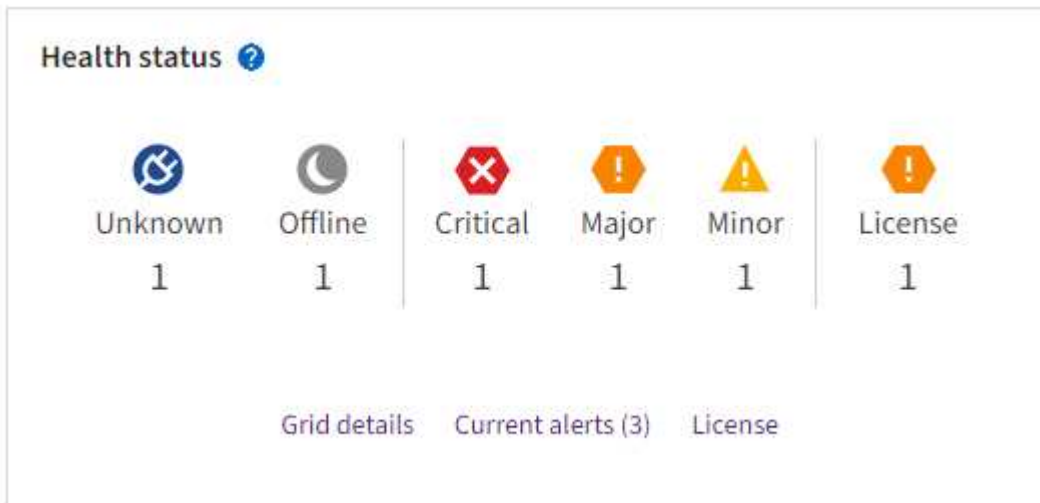 Health status ?
Unknown Offline Critical Major Minor License
1 1 1 1 1 1
Grid details Current alerts (3) License